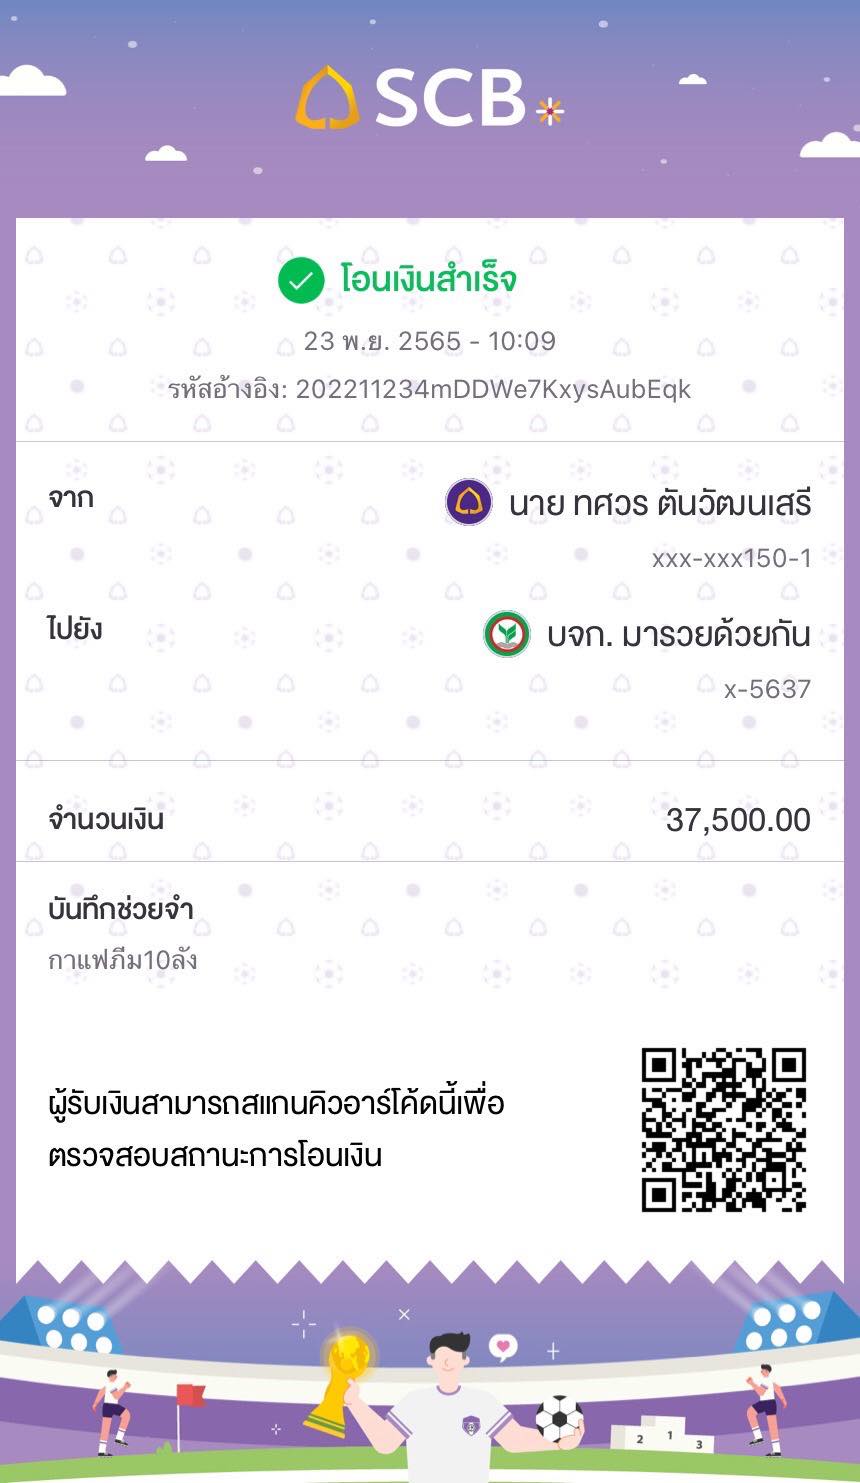 SCB
โอนเงินสำเร็จ
23 พ.ย. 2565 - 10:09
รหัสอ้างอิง: 202211234mDDWe7KxysAubEqk
จาก
นาย ทศวร ตันวัฒนเสรี
xxx-xxx150-1
ไปยัง
บจก. มารวยด้วยกัน
x-5637
จำนวนเงิน
37,500.00
บันทึกช่วยจำ
กาแฟภีม10ลัง
ผู้รับเงินสามารถสแกนคิวอาร์โค้ดนี้เพื่อ
ตรวจสอบสถานะการโอนเงิน
2 1 3